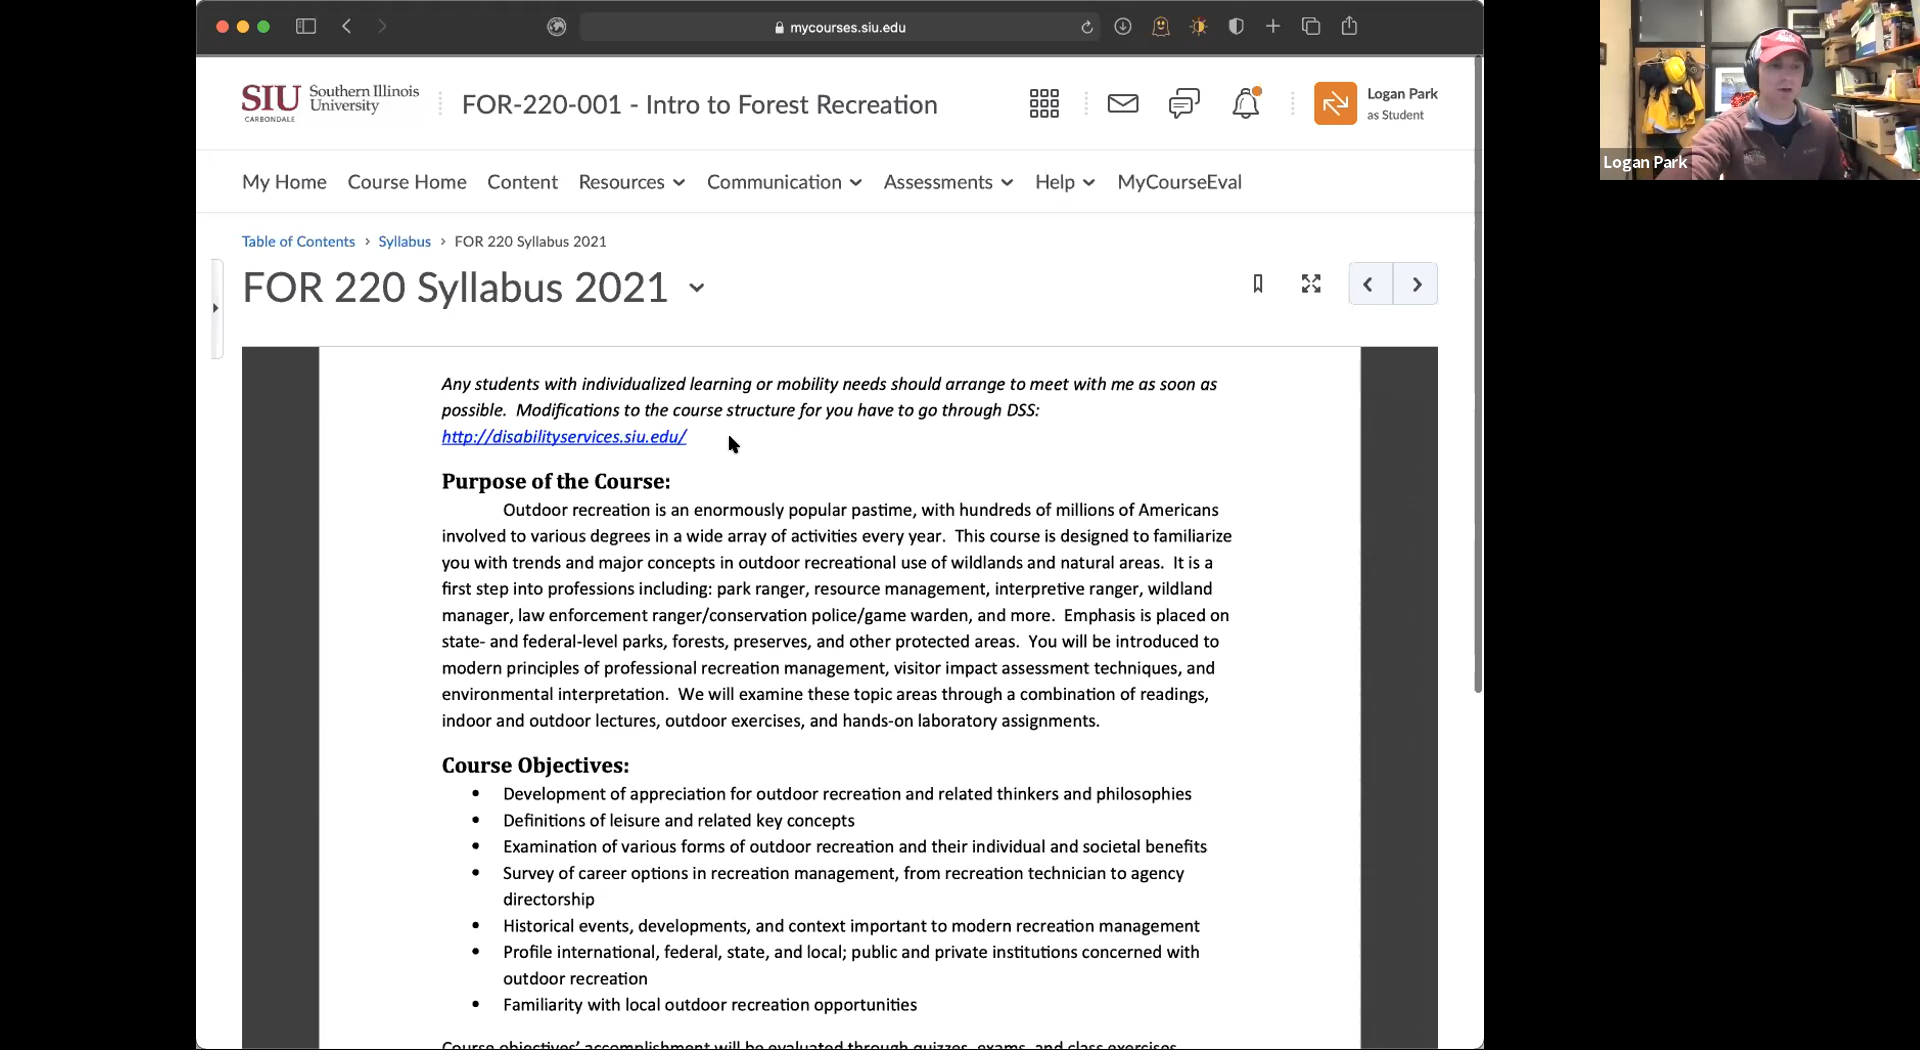 mycourses.siu.edu
SIU Southern Illinois University
CARBONDALE
FOR-220-001 - Intro to Forest Recreation
Logan Park
as Student
Logan Park
My Home Course Home Content Resources Communication Assessments Help MyCourseEval
Table of Contents › Syllabus › FOR 220 Syllabus 2021
FOR 220 Syllabus 2021
Any students with individualized learning or mobility needs should arrange to meet with me as soon as
possible. Modifications to the course structure for you have to go through DSS:
http://disabilityservices.siu.edu/
Purpose of the Course:
Outdoor recreation is an enormously popular pastime, with hundreds of millions of Americans
involved to various degrees in a wide array of activities every year. This course is designed to familiarize
you with trends and major concepts in outdoor recreational use of wildlands and natural areas. It is a
first step into professions including: park ranger, resource management, interpretive ranger, wildland
manager, law enforcement ranger/conservation police/game warden, and more. Emphasis is placed on
state- and federal-level parks, forests, preserves, and other protected areas. You will be introduced to
modern principles of professional recreation management, visitor impact assessment techniques, and
environmental interpretation. We will examine these topic areas through a combination of readings,
indoor and outdoor lectures, outdoor exercises, and hands-on laboratory assignments.
Course Objectives:
• Development of appreciation for outdoor recreation and related thinkers and philosophies
• Definitions of leisure and related key concepts
• Examination of various forms of outdoor recreation and their individual and societal benefits
• Survey of career options in recreation management, from recreation technician to agency
directorship
• Historical events, developments, and context important to modern recreation management
• Profile international, federal, state, and local; public and private institutions concerned with
outdoor recreation
• Familiarity with local outdoor recreation opportunities
Course objectives' accomplishment will be evaluated through quizzes, exams, and class exercises